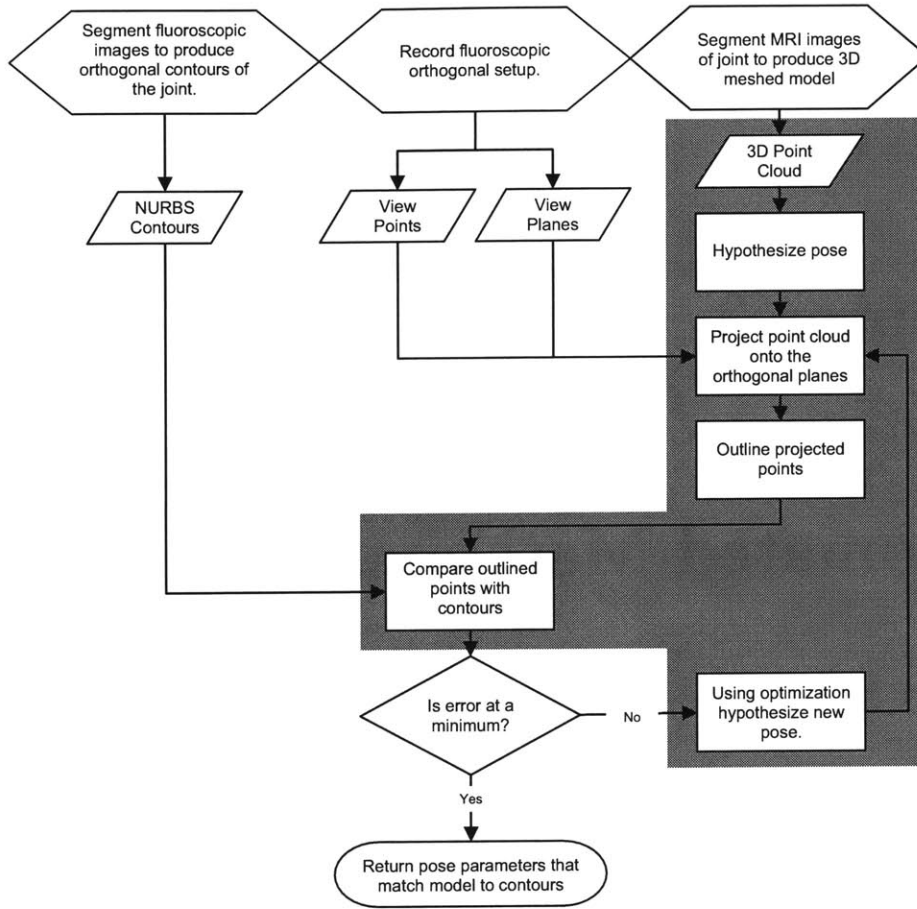 Segment fluoroscopic
images to produce
orthogonal contours of
the joint.
Record fluoroscopic
orthogonal setup.
Segment MRI images
of joint to produce 3D
meshed model
3D Point
Cloud
NURBS
Contours
View
Points
View
Planes
Hypothesize pose
Project point cloud
onto the
orthogonal planes
Outline projected
points
Compare outlined
points with
contours
Is error at a
minimum?
No
Using optimization
hypothesize new
pose.
Yes
Return pose parameters that
match model to contours